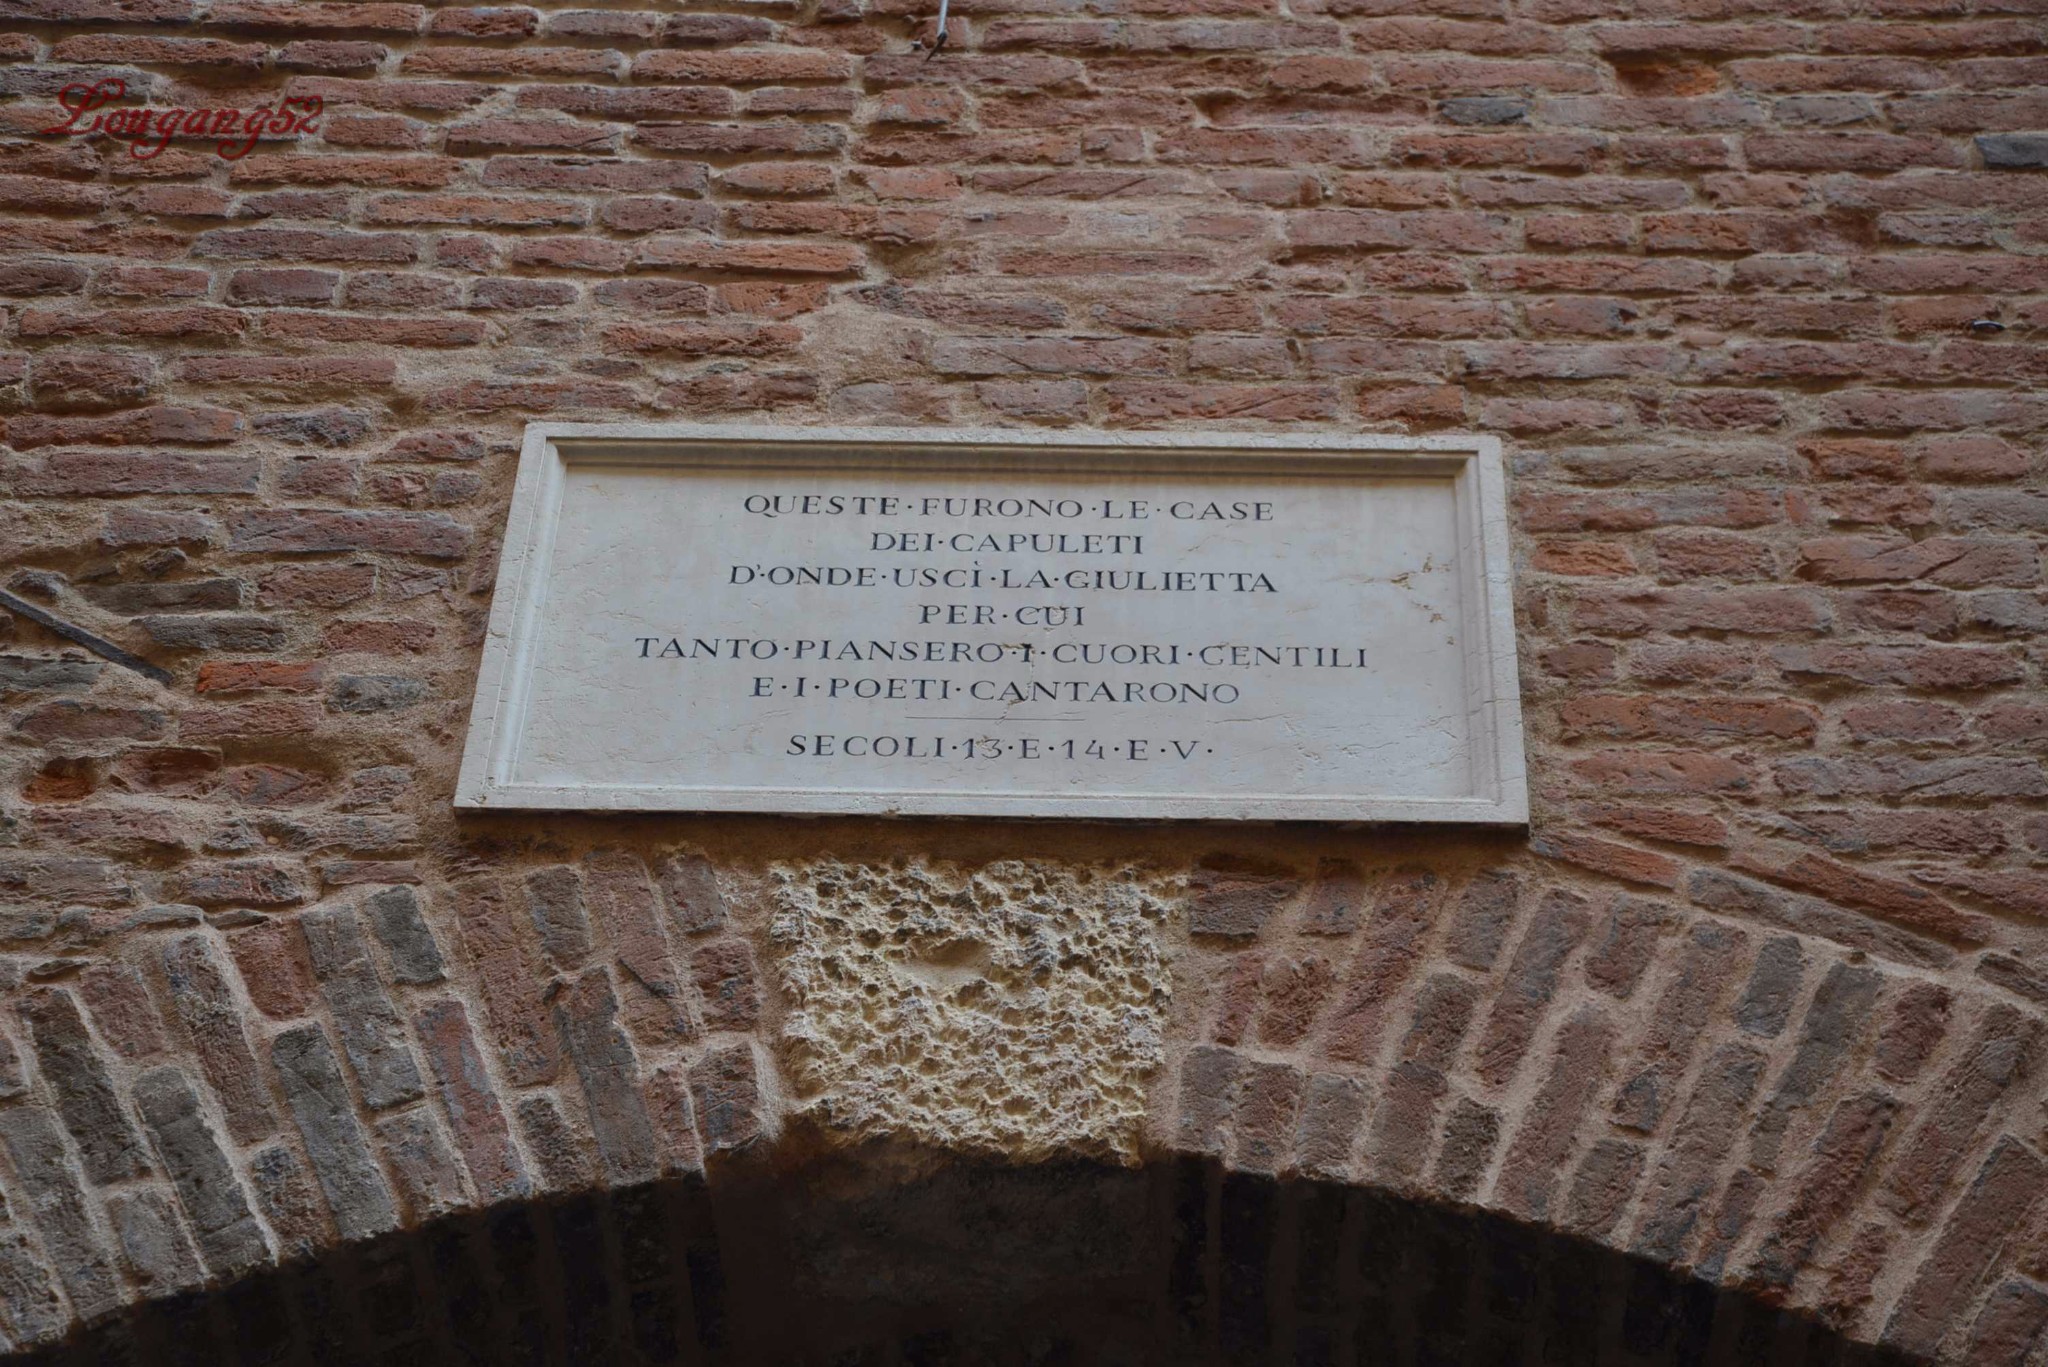 Lougang52
QUESTE·FURONO·LE·CASE
DEI·CAPULETI
D'·ONDE·USCÌ·LA·GIULIETTA
PER·CUI
TANTO·PIANSERO·I·CUORI·GENTILI
E·I·POETI·CANTARONO
SECOLI·13·E·14·E·V·